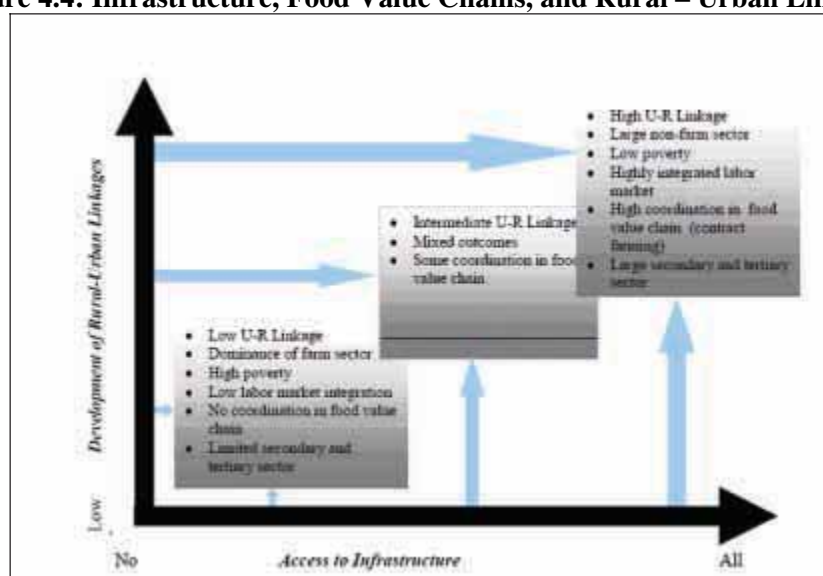 re 4.4: Infrastructure, Food Value Chains, and Rural – Urban Lin
• High U-R Linkage
• Large non-farm sector
• Low poverty
• Highly integrated labor
market
• High coordination in food
value chain (contract
farming)
• Large secondary and tertiary
sector
• Intermediate U-R Linkage
• Mixed outcomes
• Some coordination in food
value chain
• Low U-R Linkage
• Dominance of farm sector
• High poverty
• Low labor market integration
• No coordination in food value
chain
• Limited secondary and
tertiary sector
Development of Rural-Urban Linkages
Low
No
Access to Infrastructure
All